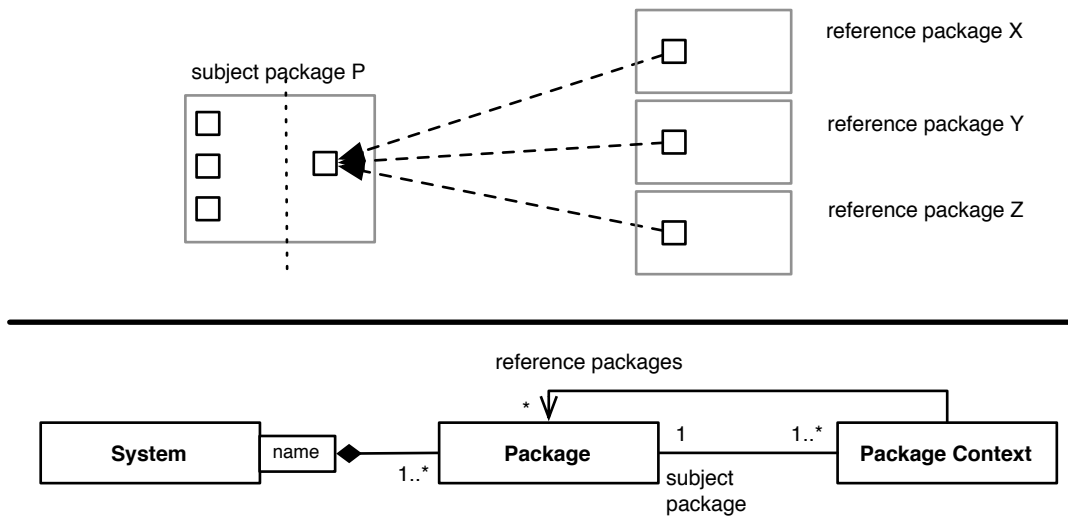 reference package X
subject package P
reference package Y
reference package Z
reference packages
*
1
1..*
System
name
Package
Package Context
1..*
subject
package